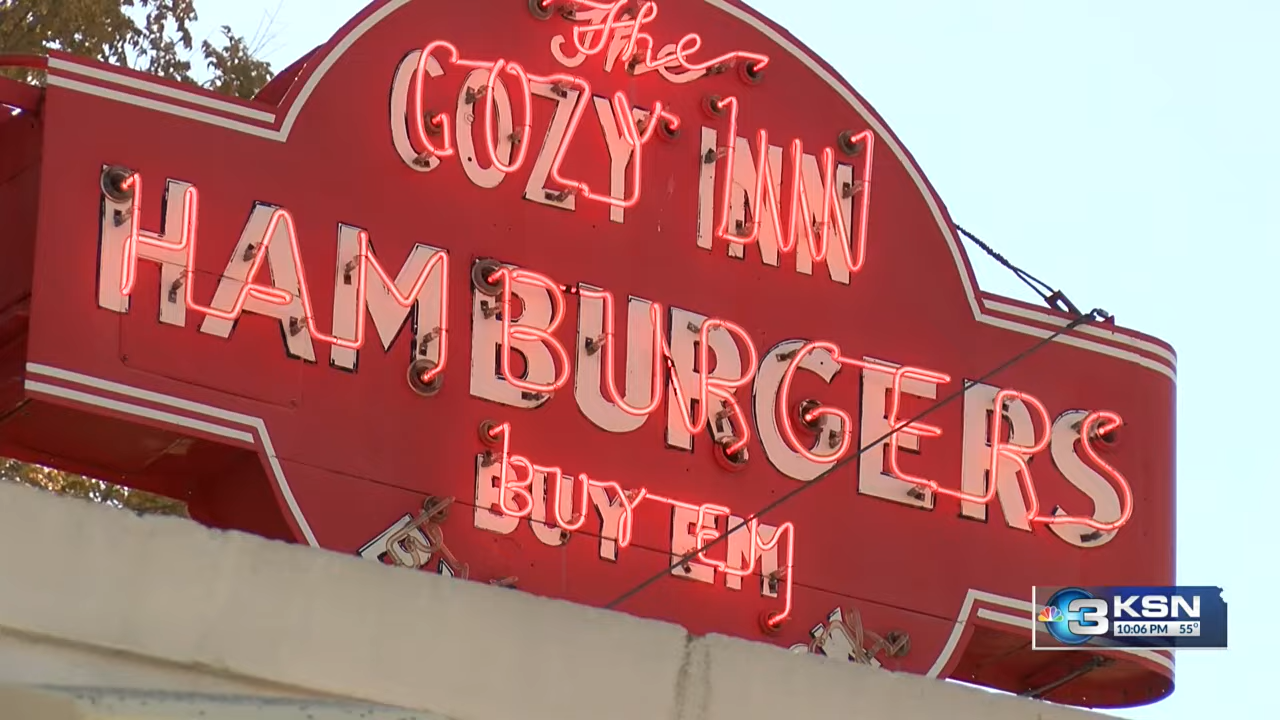 The
COZY INN
HAMBURGERS
BUY EM
3 KSN
10:06 PM 55°